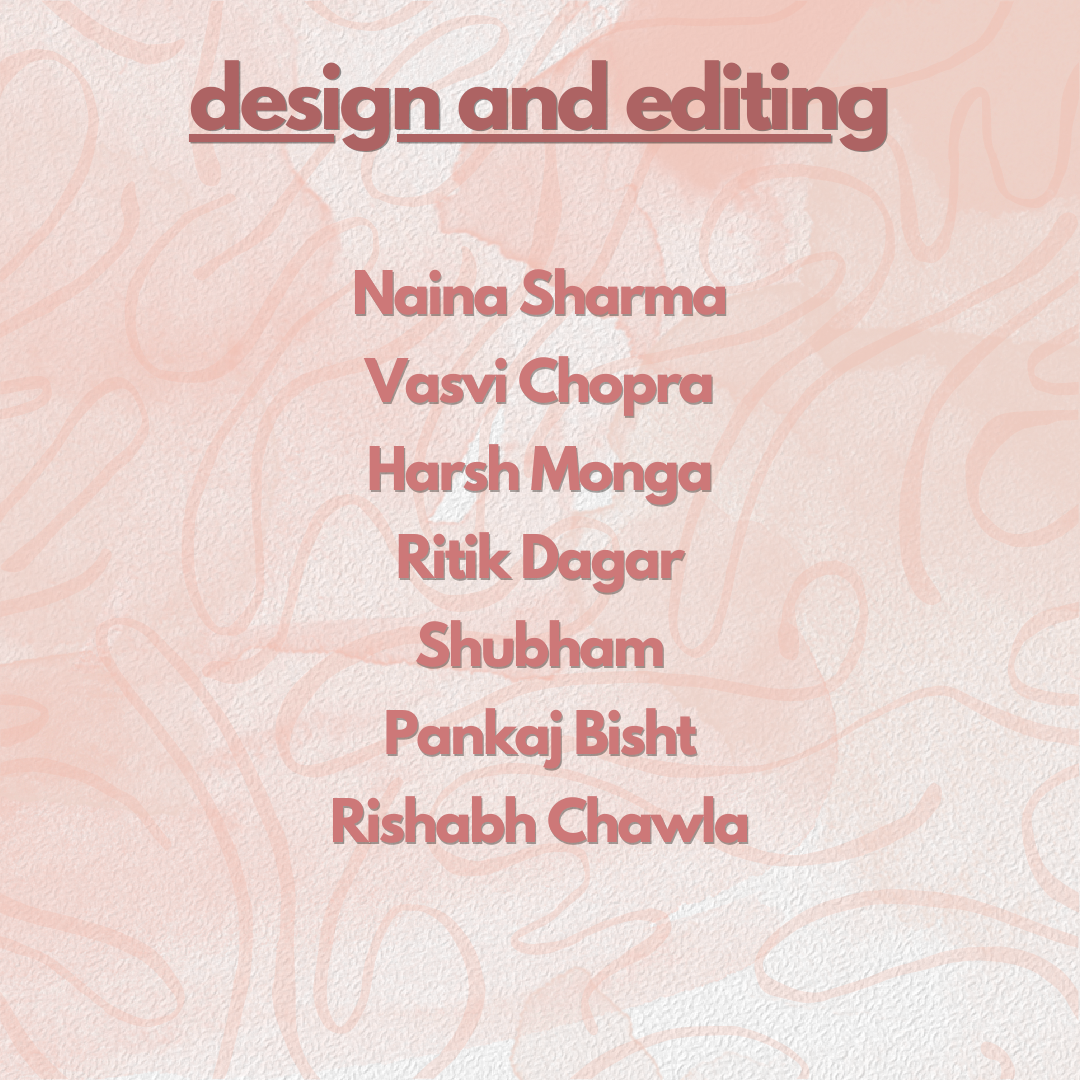 design and editing
Naina Sharma
Vasvi Chopra
Harsh Monga
Ritik Dagar
Shubham
Pankaj Bisht
Rishabh Chawla